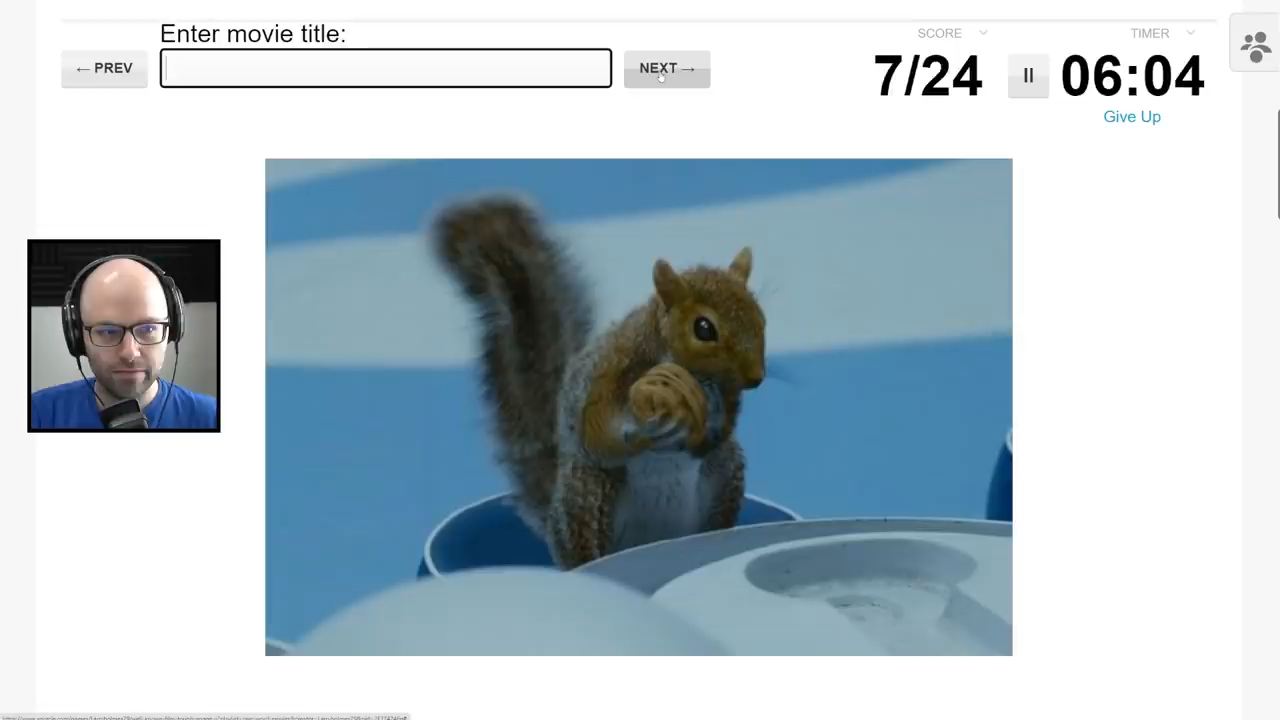 Enter movie title:
← PREV
NEXT →
SCORE
7/24
TIMER
06:04
Give Up